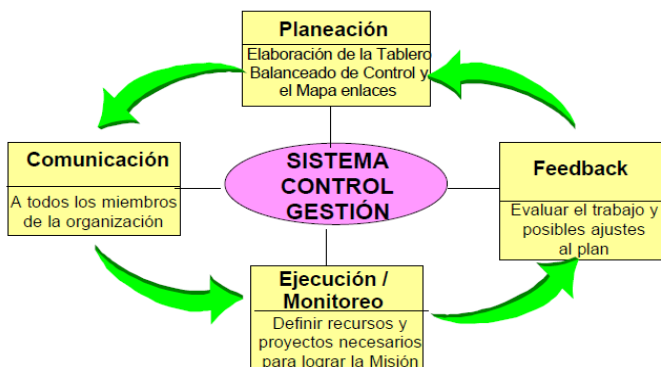 Planeación
Elaboración de la Tablero
Balanceado de Control y
el Mapa enlaces
Comunicación
A todos los miembros
de la organización
SISTEMA
CONTROL
GESTIÓN
Feedback
Evaluar el trabajo y
posibles ajustes
al plan
Ejecución /
Monitoreo
Definir recursos y
proyectos necesarios
para lograr la Misión